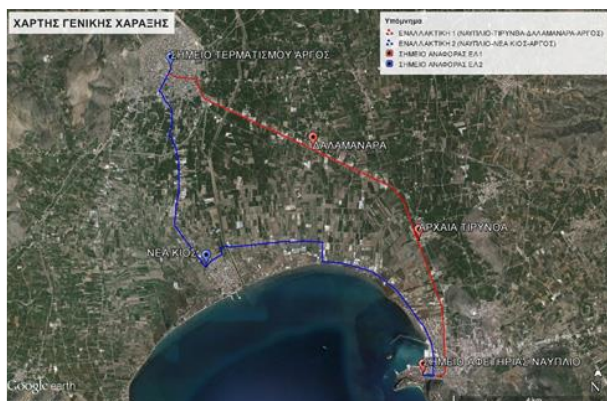 ΧΑΡΤΗΣ ΓΕΝΙΚΗΣ ΧΑΡΑΞΗΣ
Υπόμνημα
ΕΝΑΛΛΑΚΤΙΚΗ 1 (ΝΑΥΠΛΙΟ-ΤΙΡΥΝΘΑ-ΔΑΛΑΜΑΝΑΡΑ-ΑΡΓΟΣ)
ΕΝΑΛΛΑΚΤΙΚΗ 2 (ΝΑΥΠΛΙΟ-ΝΕΑ ΚΙΟΣ-ΑΡΓΟΣ)
ΣΗΜΕΙΟ ΑΝΑΦΟΡΑΣ ΕΛ1
ΣΗΜΕΙΟ ΑΝΑΦΟΡΑΣ ΕΛ2
ΣΗΜΕΙΟ ΤΕΡΜΑΤΙΣΜΟΥ ΑΡΓΟΣ
ΔΑΛΑΜΑΝΑΡΑ
ΑΡΧΑΙΑ ΤΙΡΥΝΘΑ
ΝΕΑ ΚΙΟΣ
ΣΗΜΕΙΟ ΑΦΕΤΗΡΙΑΣ ΝΑΥΠΛΙΟ
Google earth
N